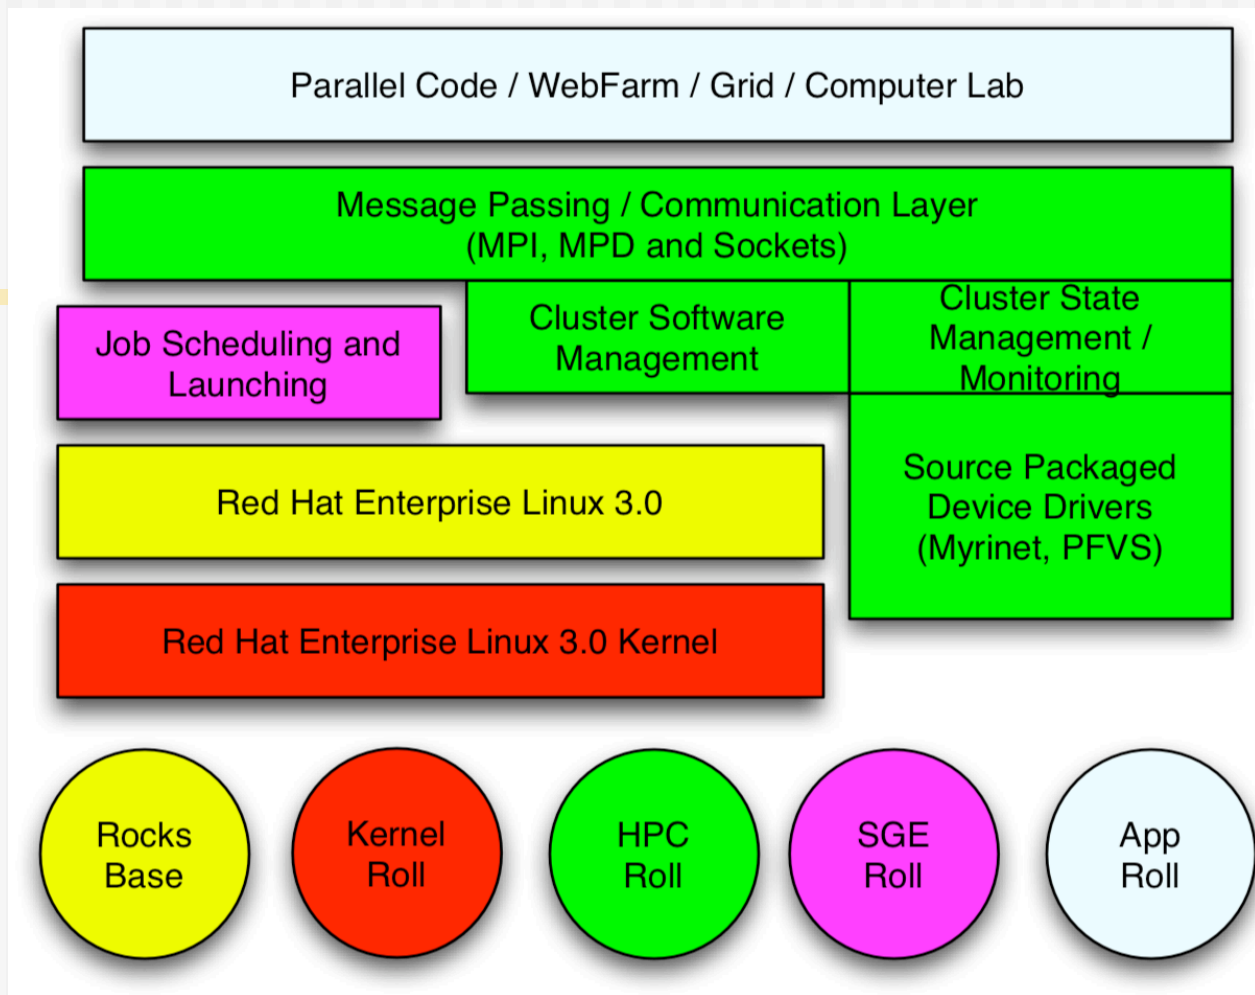 Parallel Code / WebFarm / Grid / Computer Lab
Message Passing / Communication Layer
(MPI, MPD and Sockets)
Job Scheduling and
Launching
Cluster Software
Management
Cluster State
Management /
Monitoring
Red Hat Enterprise Linux 3.0
Source Packaged
Device Drivers
(Myrinet, PFVS)
Red Hat Enterprise Linux 3.0 Kernel
Rocks
Base
Kernel
Roll
HPC
Roll
SGE
Roll
App
Roll